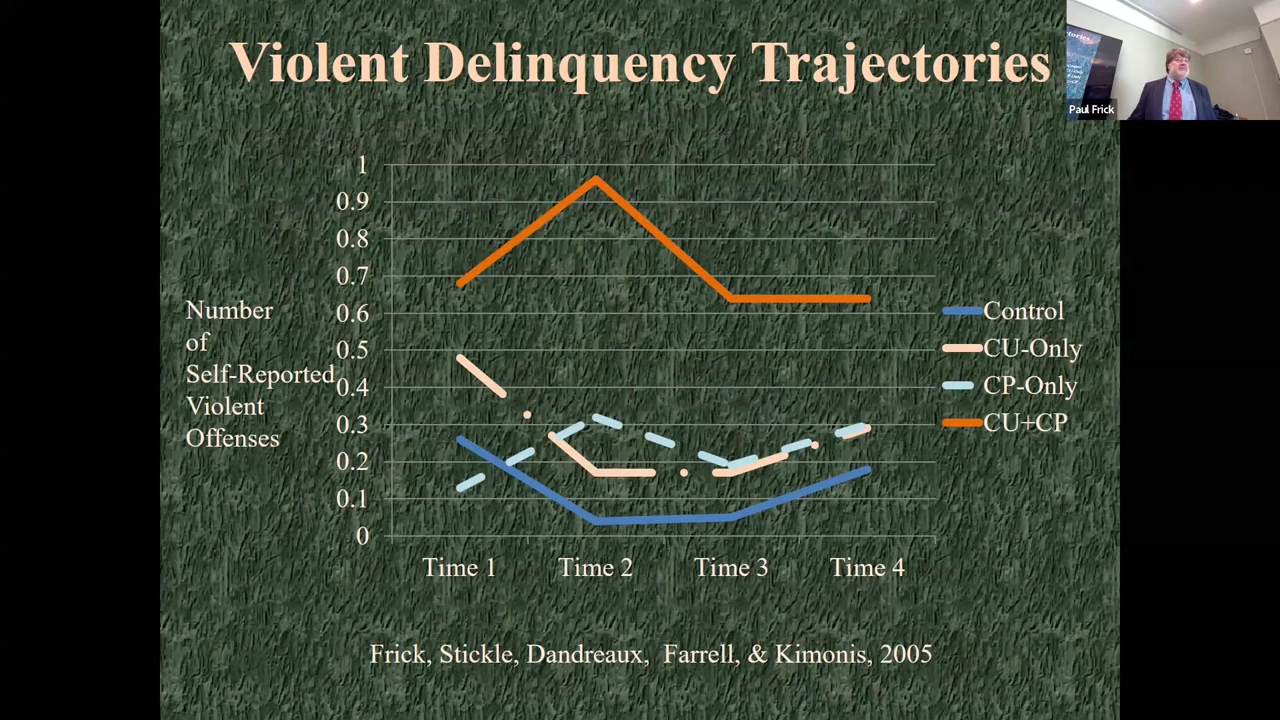 Violent Delinquency Trajectories
Paul Frick
1
0.9
0.8
0.7
0.6
0.5
0.4
0.3
0.2
0.1
0
Number
of
Self-Reported
Violent
Offenses
Time 1 Time 2 Time 3 Time 4
Control
CU-Only
CP-Only
CU+CP
Frick, Stickle, Dandreaux, Farrell, & Kimonis, 2005